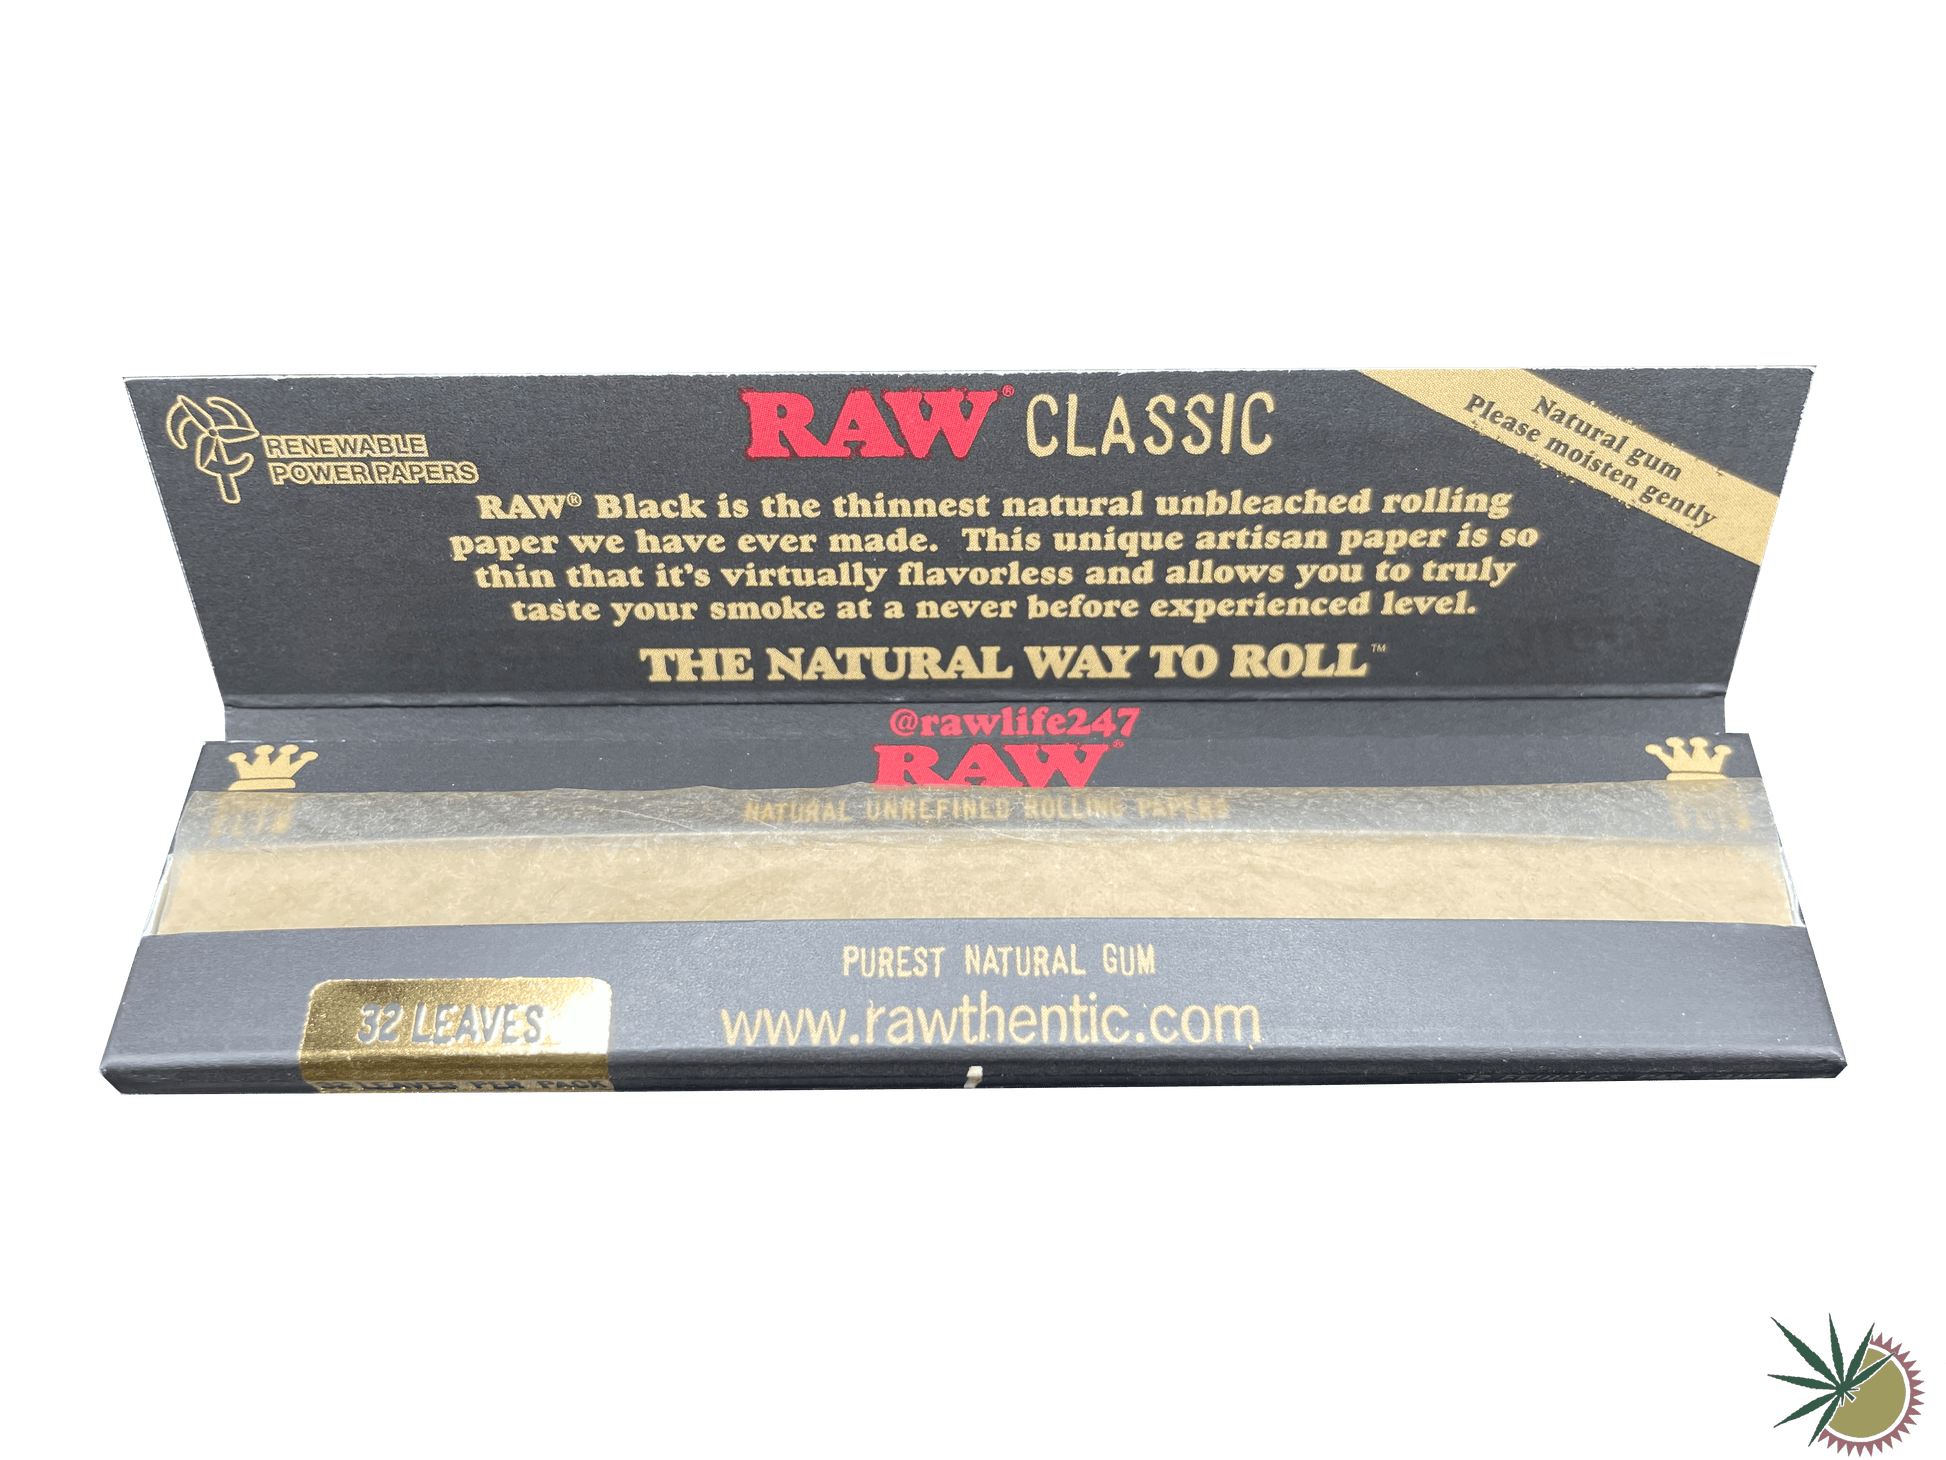 RAW® CLASSIC
Natural gum
Please moisten gently
RENEWABLE
POWER PAPERS
RAW® Black is the thinnest natural unbleached rolling
paper we have ever made. This unique artisan paper is so
thin that it's virtually flavorless and allows you to truly
taste your smoke at a never before experienced level.
THE NATURAL WAY TO ROLL™
@rawlife247
RAW®
NATURAL UNREFINED ROLLING PAPERS
PUREST NATURAL GUM
32 LEAVES
www.rawthentic.com
LEAVES PER PACK